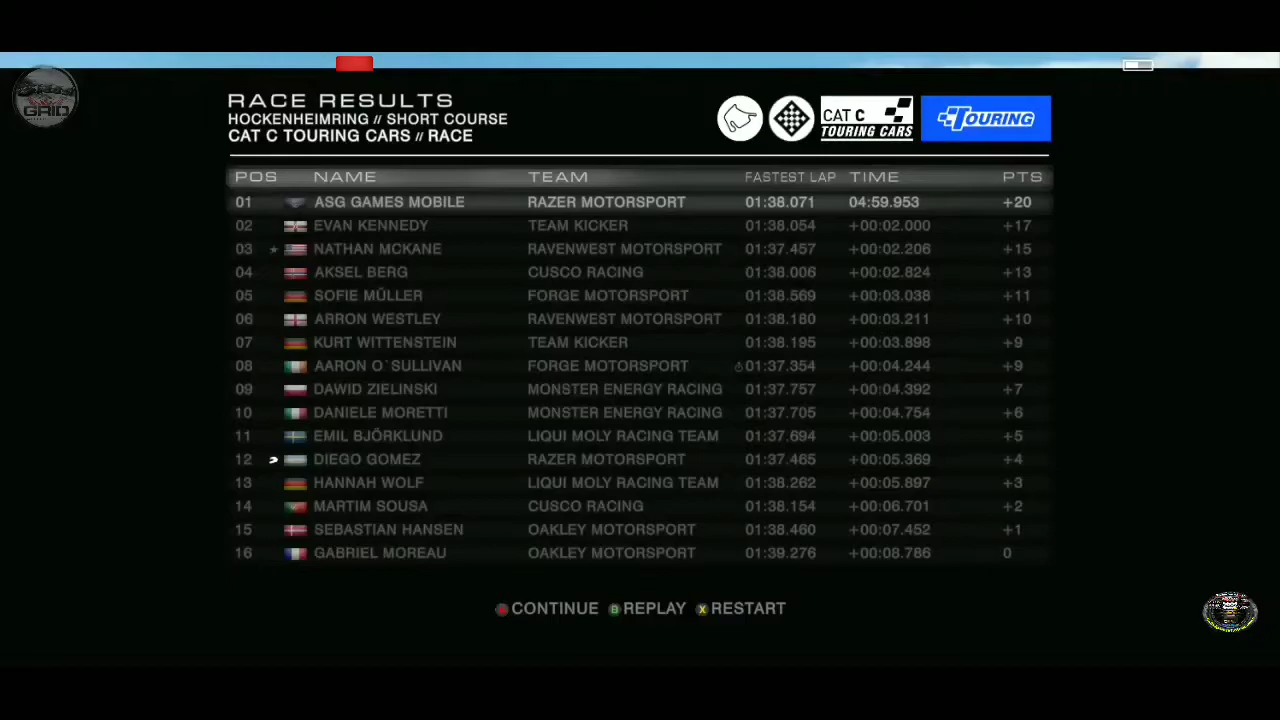 GRID
RACE RESULTS
HOCKENHEIMRING // SHORT COURSE
CAT C TOURING CARS // RACE
CAT C
TOURING CARS
TOURING
POS NAME TEAM FASTEST LAP TIME PTS
01 ASG GAMES MOBILE RAZER MOTORSPORT 01:38.071 04:59.953 +20
02 EVAN KENNEDY TEAM KICKER 01:38.054 +00:02.000 +17
03 NATHAN MCKANE RAVENWEST MOTORSPORT 01:37.457 +00:02.206 +15
04 AKSEL BERG CUSCO RACING 01:38.006 +00:02.824 +13
05 SOFIE MÜLLER FORGE MOTORSPORT 01:38.569 +00:03.038 +11
06 ARRON WESTLEY RAVENWEST MOTORSPORT 01:38.180 +00:03.211 +10
07 KURT WITTENSTEIN TEAM KICKER 01:38.195 +00:03.898 +9
08 AARON O`SULLIVAN FORGE MOTORSPORT 01:37.354 +00:04.244 +9
09 DAWID ZIELINSKI MONSTER ENERGY RACING 01:37.757 +00:04.392 +7
10 DANIELE MORETTI MONSTER ENERGY RACING 01:37.705 +00:04.754 +6
11 EMIL BJÖRKLUND LIQUI MOLY RACING TEAM 01:37.694 +00:05.003 +5
12 DIEGO GOMEZ RAZER MOTORSPORT 01:37.465 +00:05.369 +4
13 HANNAH WOLF LIQUI MOLY RACING TEAM 01:38.262 +00:05.897 +3
14 MARTIM SOUSA CUSCO RACING 01:38.154 +00:06.701 +2
15 SEBASTIAN HANSEN OAKLEY MOTORSPORT 01:38.460 +00:07.452 +1
16 GABRIEL MOREAU OAKLEY MOTORSPORT 01:39.276 +00:08.786 0
CONTINUE B REPLAY X RESTART